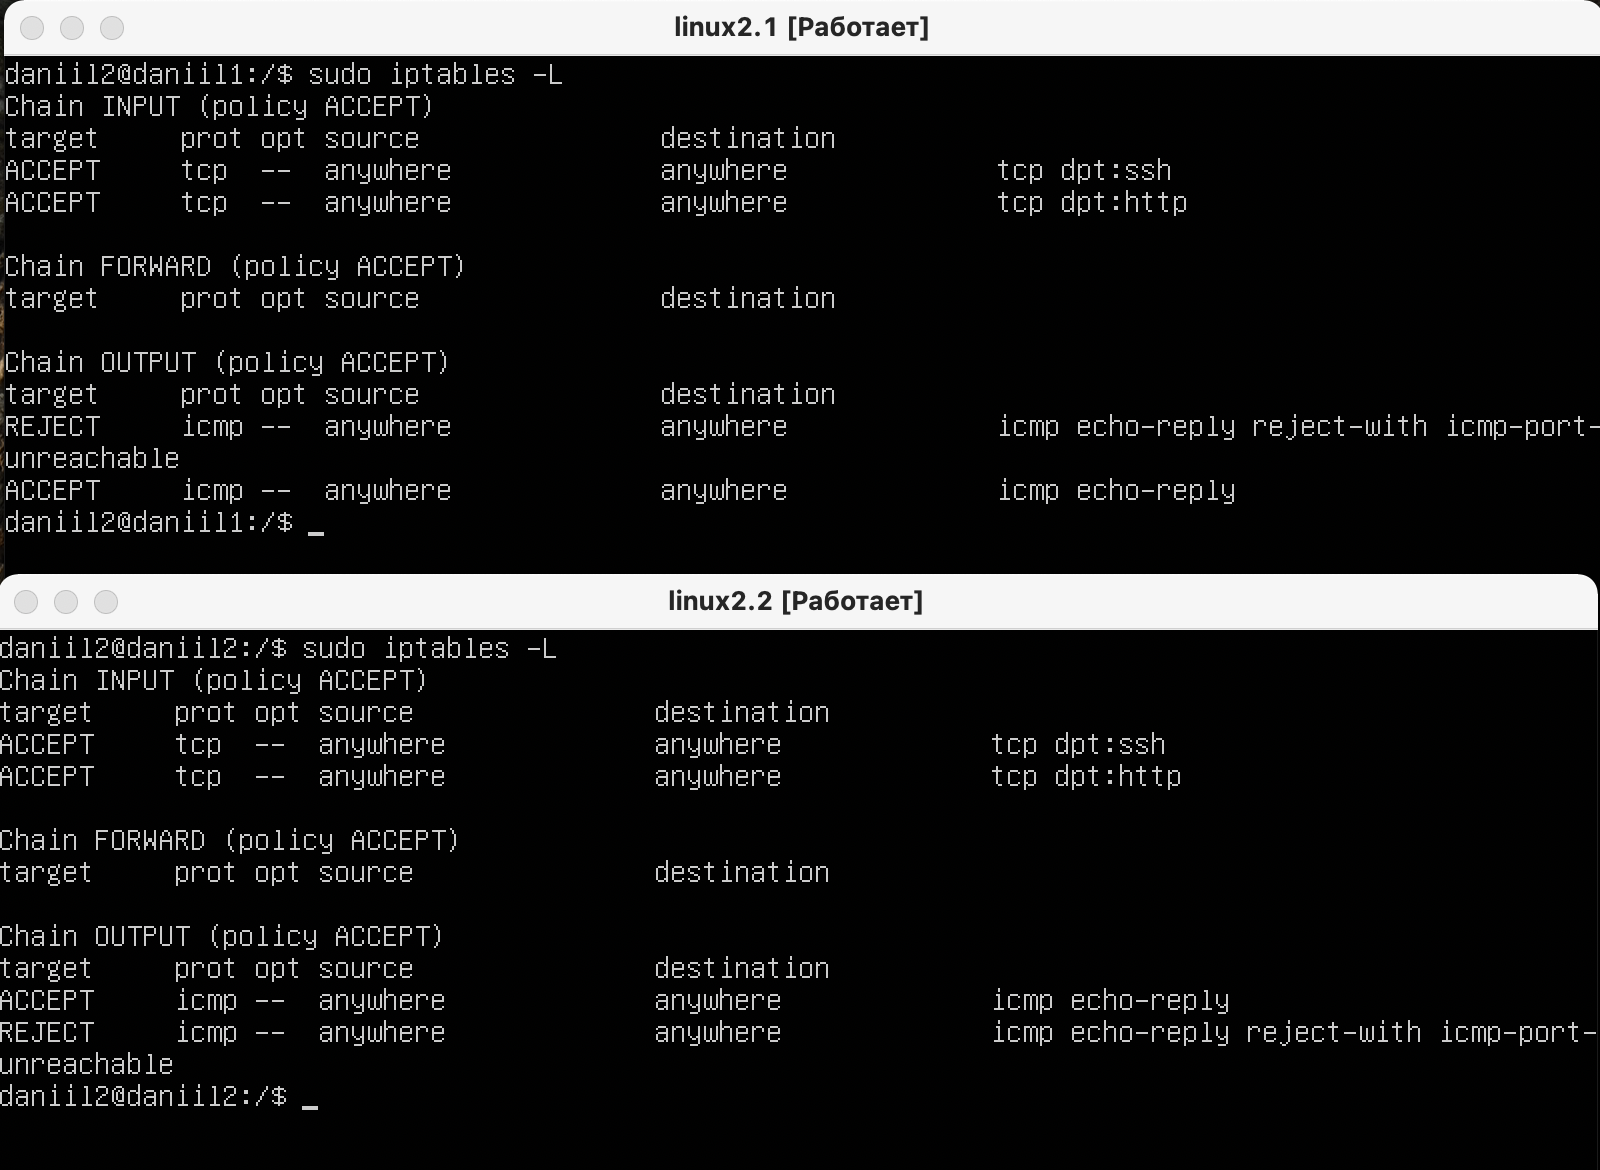 linux2.1 [Работает]
daniil2@daniil1:/$ sudo iptables -L
Chain INPUT (policy ACCEPT)
target     prot opt source               destination
ACCEPT     tcp  --  anywhere             anywhere             tcp dpt:ssh
ACCEPT     tcp  --  anywhere             anywhere             tcp dpt:http

Chain FORWARD (policy ACCEPT)
target     prot opt source               destination

Chain OUTPUT (policy ACCEPT)
target     prot opt source               destination
REJECT     icmp --  anywhere             anywhere             icmp echo-reply reject-with icmp-port-
unreachable
ACCEPT     icmp --  anywhere             anywhere             icmp echo-reply
daniil2@daniil1:/$ _
linux2.2 [Работает]
daniil2@daniil2:/$ sudo iptables -L
Chain INPUT (policy ACCEPT)
target     prot opt source               destination
ACCEPT     tcp  --  anywhere             anywhere             tcp dpt:ssh
ACCEPT     tcp  --  anywhere             anywhere             tcp dpt:http

Chain FORWARD (policy ACCEPT)
target     prot opt source               destination

Chain OUTPUT (policy ACCEPT)
target     prot opt source               destination
ACCEPT     icmp --  anywhere             anywhere             icmp echo-reply
REJECT     icmp --  anywhere             anywhere             icmp echo-reply reject-with icmp-port-
unreachable
daniil2@daniil2:/$ _